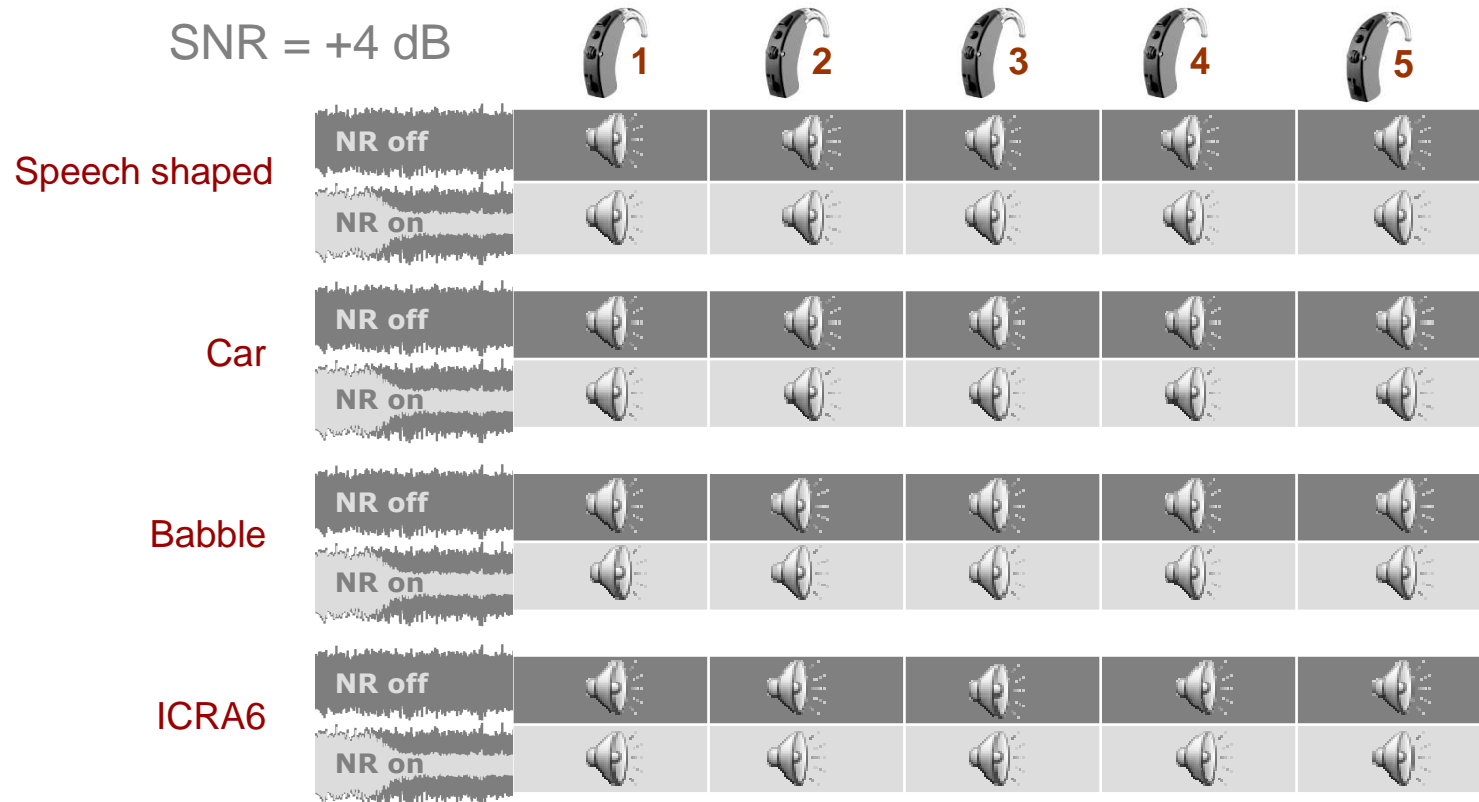 SNR = +4 dB
1 2 3 4 5
Speech shaped
NR off
NR on
Car
NR off
NR on
Babble
NR off
NR on
ICRA6
NR off
NR on